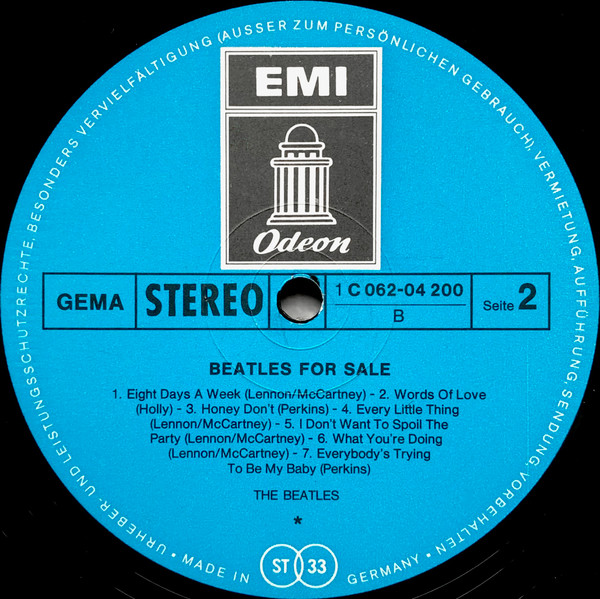 URHEBER- UND LEISTUNGSSCHUTZRECHTE, BESONDERS VERVIELFÄLTIGUNG (AUSSER ZUM PERSÖNLICHEN GEBRAUCH), VERMIETUNG, AUFFÜHRUNG, SENDUNG, VORBEHALTEN •
EMI
Odeon
GEMA
STEREO
1 C 062-04 200
B
Seite 2
BEATLES FOR SALE
1. Eight Days A Week (Lennon/McCartney) - 2. Words Of Love
(Holly) - 3. Honey Don't (Perkins) - 4. Every Little Thing
(Lennon/McCartney) - 5. I Don't Want To Spoil The
Party (Lennon/McCartney) - 6. What You're Doing
(Lennon/McCartney) - 7. Everybody's Trying
To Be My Baby (Perkins)
THE BEATLES
*
• MADE IN
ST 33
GERMANY •